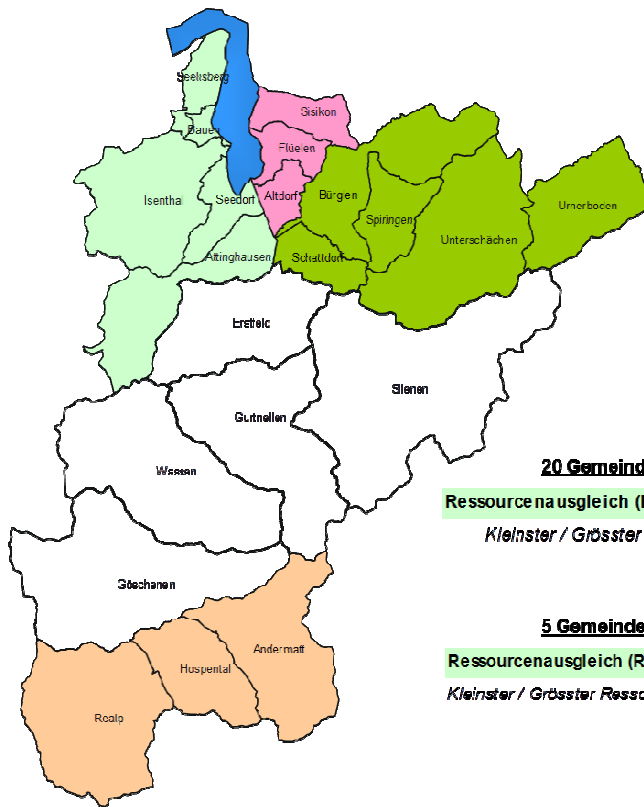 Seelisberg
Bauen
Sisikon
Flüelen
Isenthal
Seedorf
Altdorf
Bürglen
Spiringen
Urnerboden
Unterschächen
Attinghausen
Schattdorf
Erstfeld
Silenen
Gurtnellen
Wassen
20 Gemeind
Ressourcenausgleich (
Kleinster / Grösster
Göschenen
5 Gemeinde
Andermatt
Hospental
Ressourcenausgleich (R
Kleinster / Grösster Resso
Realp